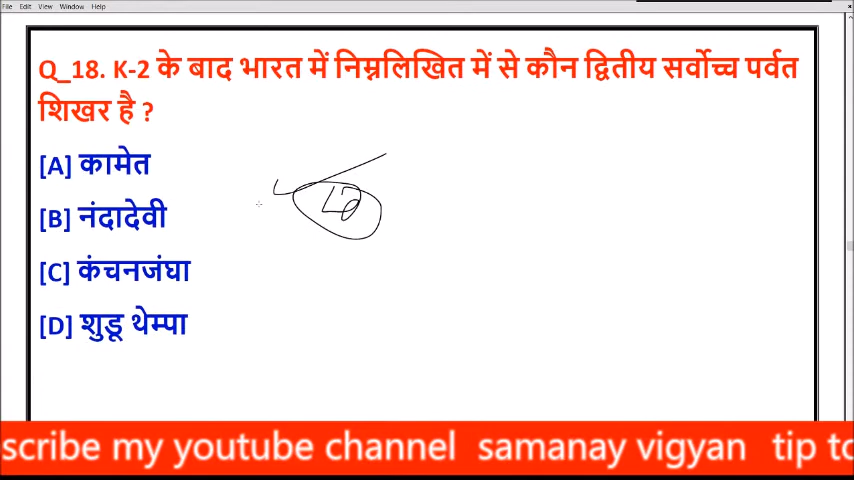 File Edit View Window Help
Q_18. K-2 के बाद भारत में निम्नलिखित में से कौन द्वितीय सर्वोच्च पर्वत
शिखर है ?
[A] कामेत
[B] नंदादेवी
[C] कंचनजंघा
[D] शुडू थेम्पा
scribe my youtube channel samanay vigyan tip to